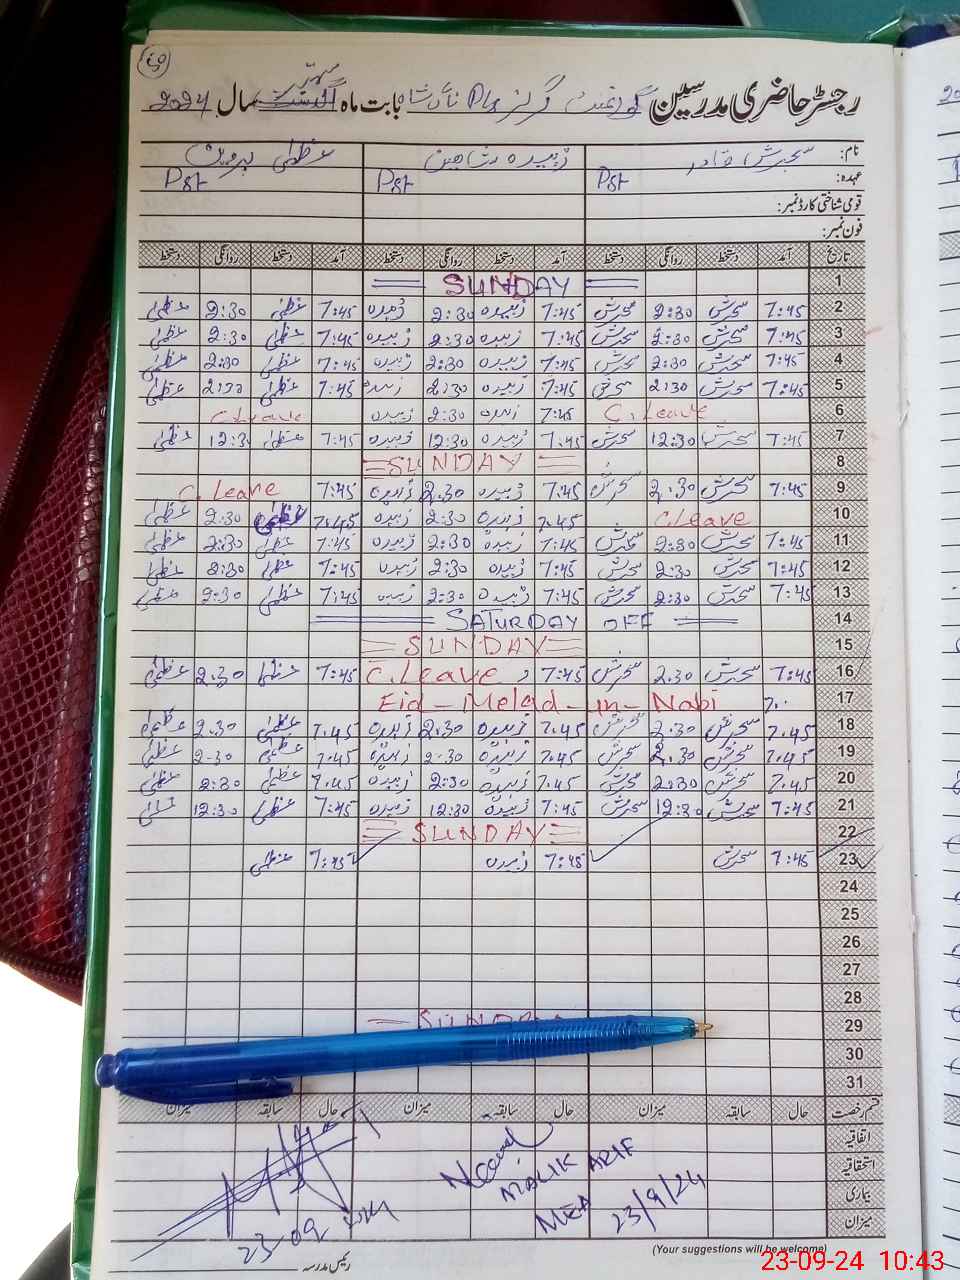 رجسٹر حاضری مدرسین گورنمنٹ گرلز بابت ماہ ستمبر سال 2024
نام: سحرش زبیدہ شاہین عظمیٰ پروین
عہدہ: Pst Pst Pst
قومی شناختی کارڈ نمبر:
فون نمبر:
تاریخ آمد دستخط روانگی دستخط آمد دستخط روانگی دستخط آمد دستخط روانگی دستخط
1 SUNDAY
2 7:45 سحرش 2:30 سحرش 7:45 زبیدہ 2:30 زبیدہ 7:45 عظمیٰ 2:30 عظمیٰ
3 7:45 سحرش 2:30 سحرش 7:45 زبیدہ 2:30 زبیدہ 7:45 عظمیٰ 2:30 عظمیٰ
4 7:45 سحرش 2:30 سحرش 7:45 زبیدہ 2:30 زبیدہ 7:45 عظمیٰ 2:30 عظمیٰ
5 7:45 سحرش 2:30 سحرش 7:45 زبیدہ 2:30 زبیدہ 7:45 عظمیٰ 2:30 عظمیٰ
6 C.Leave 7:45 زبیدہ 2:30 زبیدہ C.Leave
7 7:45 سحرش 12:30 سحرش 7:45 زبیدہ 12:30 زبیدہ 7:45 عظمیٰ 12:30 عظمیٰ
8 SUNDAY
9 7:45 سحرش 2.30 سحرش 7:45 زبیدہ 2.30 زبیدہ 7:45 C.Leave
10 C.Leave 7.45 زبیدہ 2:30 زبیدہ 7.45 عظمیٰ 2:30 عظمیٰ
11 7:45 سحرش 2:30 سحرش 7:45 زبیدہ 2:30 زبیدہ 7:45 عظمیٰ 2:30 عظمیٰ
12 7:45 سحرش 2:30 سحرش 7:45 زبیدہ 2:30 زبیدہ 7:45 عظمیٰ 2:30 عظمیٰ
13 7:45 سحرش 2:30 سحرش 7:45 زبیدہ 2:30 زبیدہ 7:45 عظمیٰ 2:30 عظمیٰ
14 SATURDAY OFF
15 SUNDAY
16 7:45 سحرش 2.30 سحرش 7:45 C.Leave 7:45 عظمیٰ 2.30 عظمیٰ
17 7.. Eid-Melad-in-Nabi
18 7.45 سحرش 2:30 سحرش 7.45 زبیدہ 2.30 زبیدہ 7.45 عظمیٰ 2.30 عظمیٰ
19 7.45 سحرش 2.30 سحرش 7.45 زبیدہ 2.30 زبیدہ 7.45 عظمیٰ 2.30 عظمیٰ
20 7.45 سحرش 2:30 سحرش 7.45 زبیدہ 2:30 زبیدہ 7.45 عظمیٰ 2:30 عظمیٰ
21 7:45 سحرش 12:30 سحرش 7:45 زبیدہ 12:30 زبیدہ 7:45 عظمیٰ 12:30 عظمیٰ
22 SUNDAY
23 7:45 سحرش 7:45 زبیدہ 7:45 عظمیٰ
24
25
26
27
28
29 SUNDAY
30
31
قسم رخصت حال سابقہ میزان حال سابقہ میزان حال سابقہ میزان
اتفاقیہ
استحقاقیہ
بیماری
میزان
MALIK ARIF
MEA 23/9/24
23-09
رئیس مدرسہ
(Your suggestions will be welcome)
23-09-24 10:43